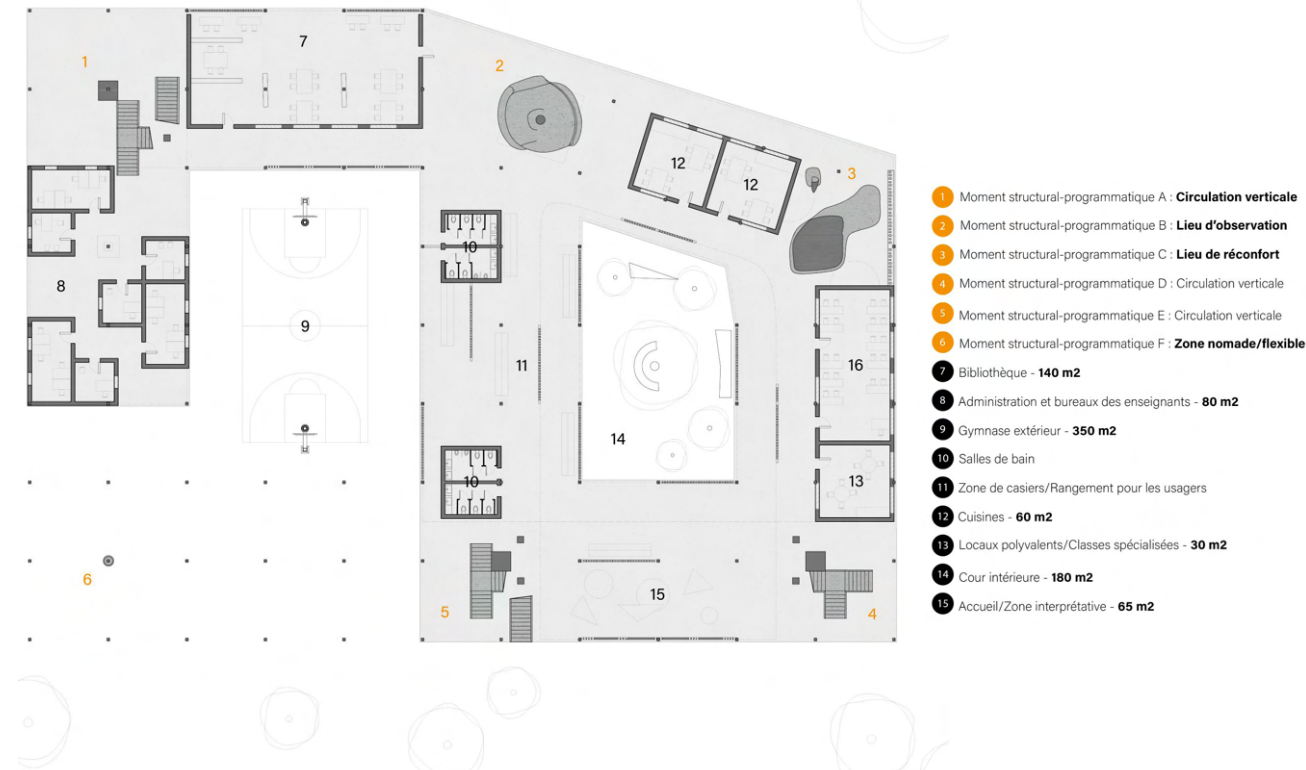 7
1
2
12
12
3
10
8
9
11
16
14
10
13
6
5
15
4
1 Moment structural-programmatique A : Circulation verticale
2 Moment structural-programmatique B : Lieu d'observation
3 Moment structural-programmatique C : Lieu de réconfort
4 Moment structural-programmatique D : Circulation verticale
5 Moment structural-programmatique E : Circulation verticale
6 Moment structural-programmatique F : Zone nomade/flexible
7 Bibliothèque - 140 m2
8 Administration et bureaux des enseignants - 80 m2
9 Gymnase extérieur - 350 m2
10 Salles de bain
11 Zone de casiers/Rangement pour les usagers
12 Cuisines - 60 m2
13 Locaux polyvalents/Classes spécialisées - 30 m2
14 Cour intérieure - 180 m2
15 Accueil/Zone interprétative - 65 m2